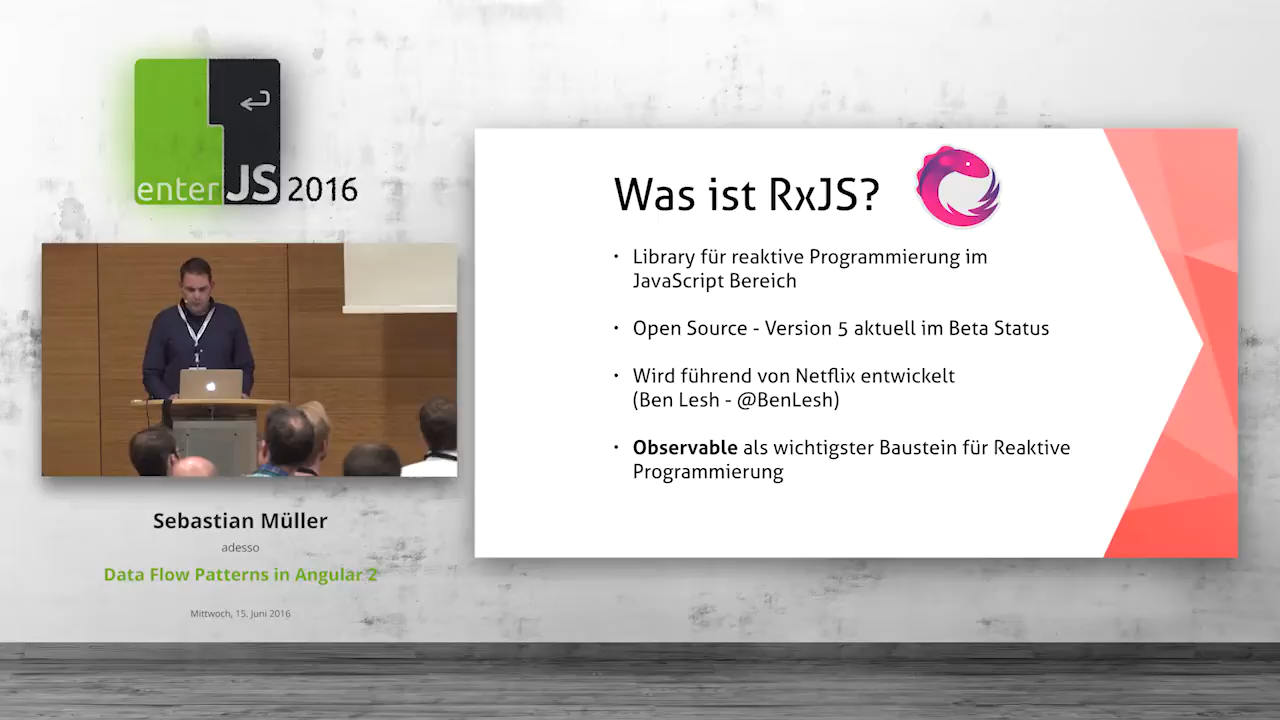 enterJS 2016
Sebastian Müller
adesso
Data Flow Patterns in Angular 2
Mittwoch, 15. Juni 2016
Was ist RxJS?
• Library für reaktive Programmierung im
JavaScript Bereich
• Open Source - Version 5 aktuell im Beta Status
• Wird führend von Netflix entwickelt
(Ben Lesh - @BenLesh)
• Observable als wichtigster Baustein für Reaktive
Programmierung